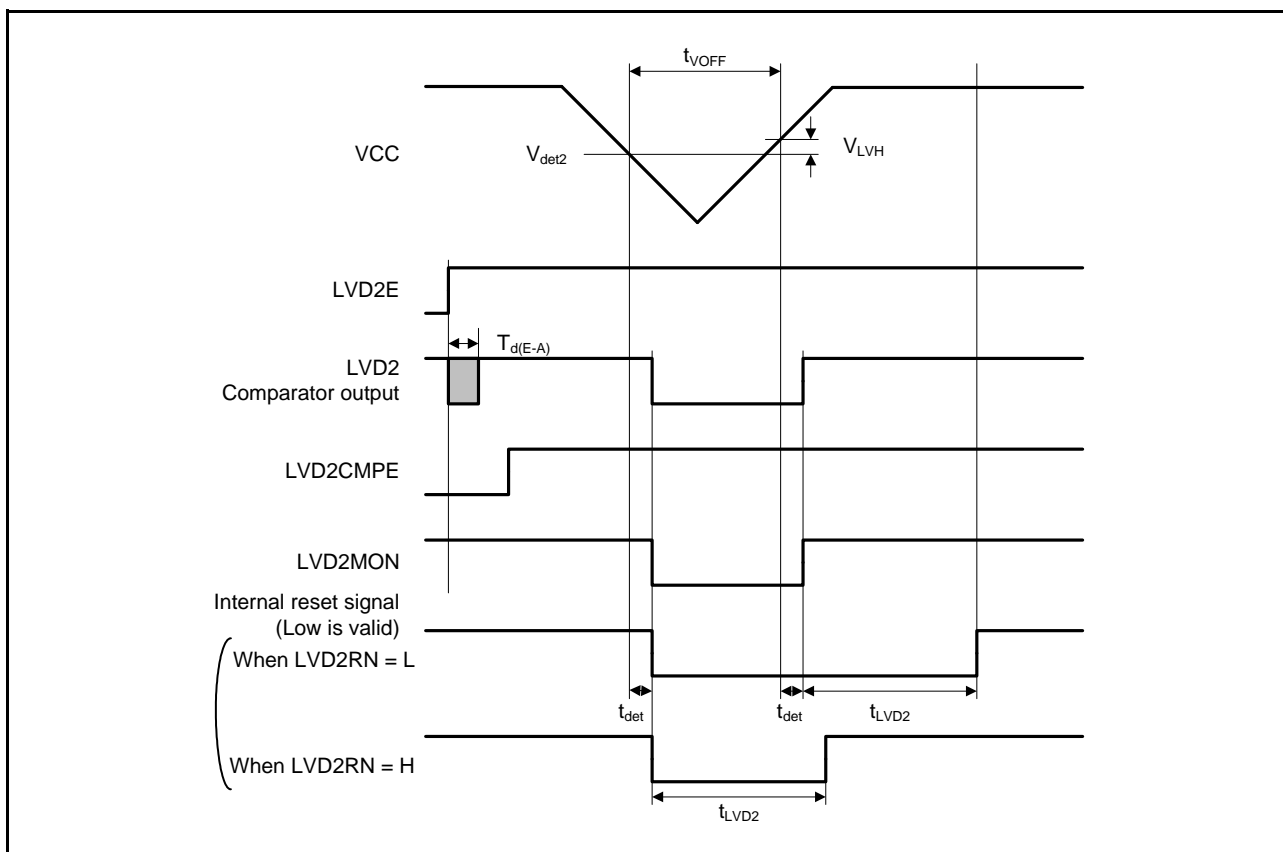 tVOFF
VCC
Vdet2
VLVH
LVD2E
Td(E-A)
LVD2
Comparator output
LVD2CMPE
LVD2MON
Internal reset signal
(Low is valid)
When LVD2RN = L
tdet
tdet
tLVD2
When LVD2RN = H
tLVD2